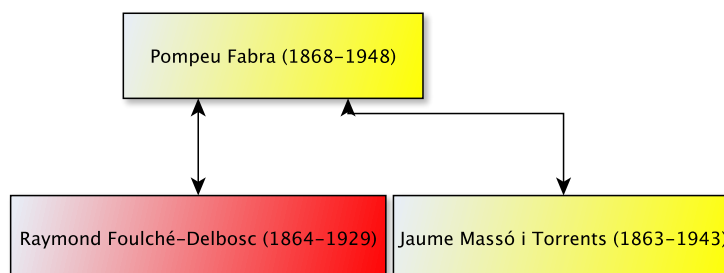 Pompeu Fabra (1868-1948)
Raymond Foulché-Delbosc (1864-1929)
Jaume Massó i Torrents (1863-1943)